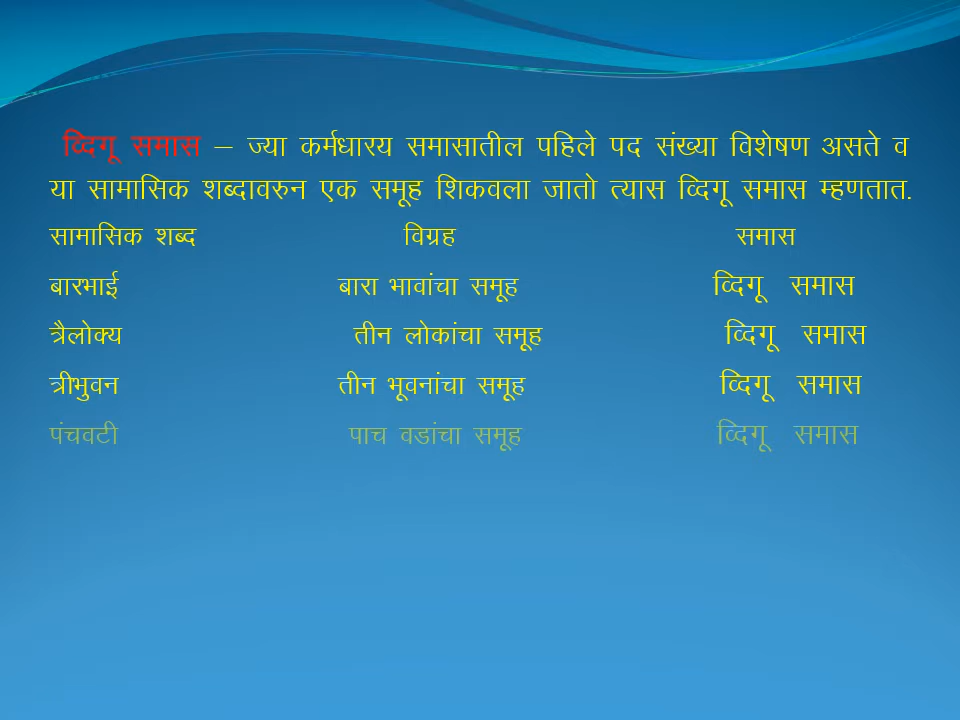 व्दिगू समास – ज्या कर्मधारय समासातील पहिले पद संख्या विशेषण असते व
या सामासिक शब्दावरुन एक समूह शिकवला जातो त्यास व्दिगू समास म्हणतात.
सामासिक शब्द विग्रह समास
बारभाई बारा भावांचा समूह व्दिगू समास
त्रैलोक्य तीन लोकांचा समूह व्दिगू समास
त्रीभुवन तीन भूवनांचा समूह व्दिगू समास
पंचवटी पाच वडांचा समूह व्दिगू समास